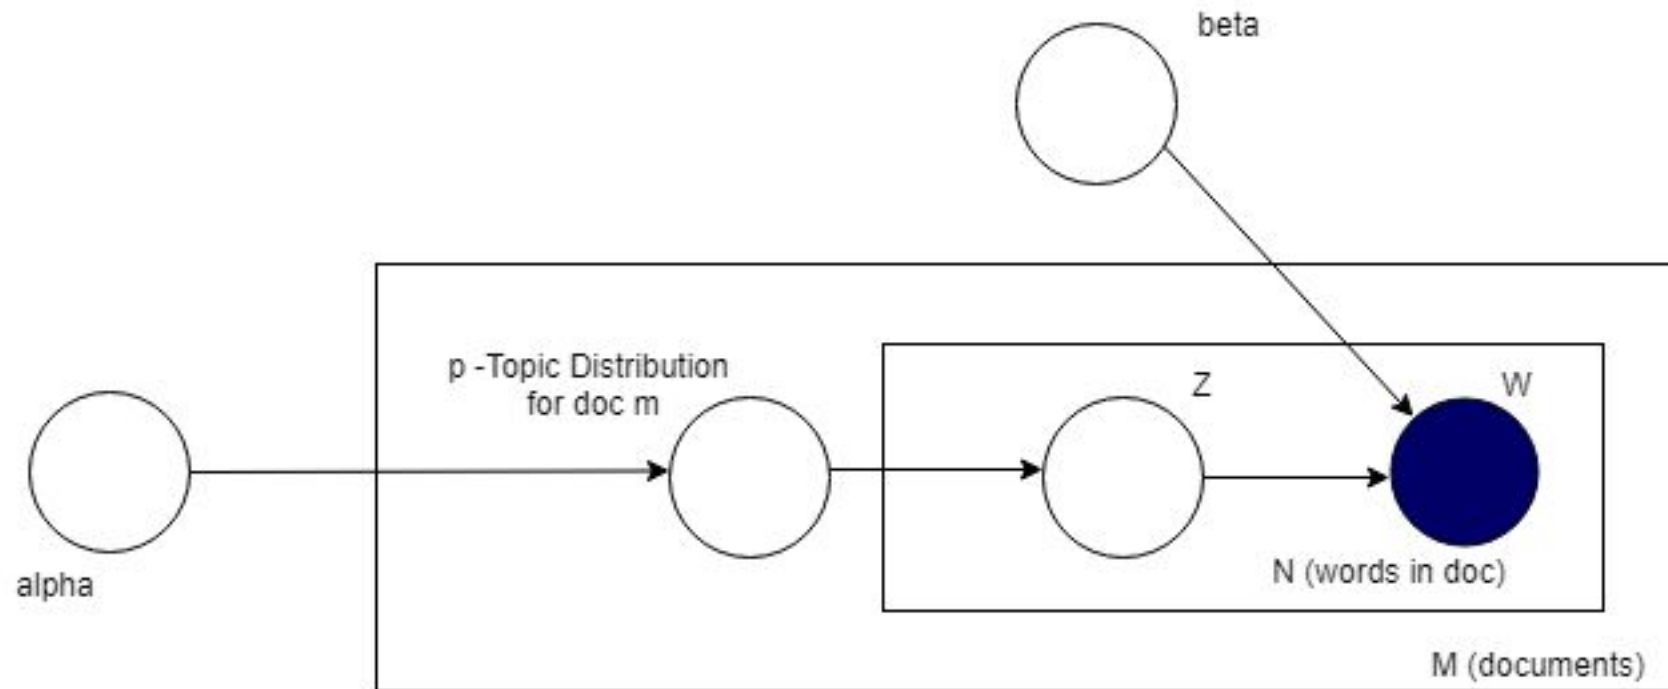 beta
p -Topic Distribution
for doc m
Z
W
alpha
N (words in doc)
M (documents)